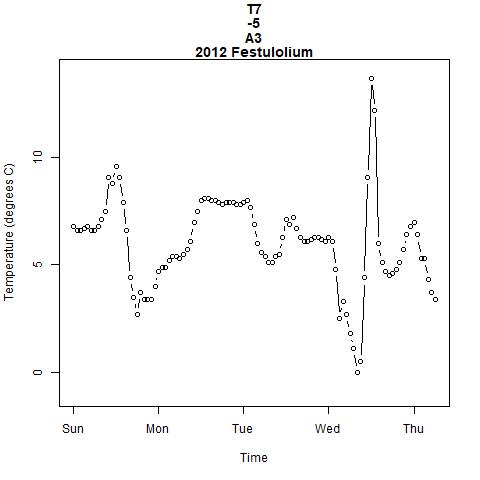 T7
-5
A3
2012 Festulolium
Temperature (degrees C)
10
5
0
Sun Mon Tue Wed Thu
Time